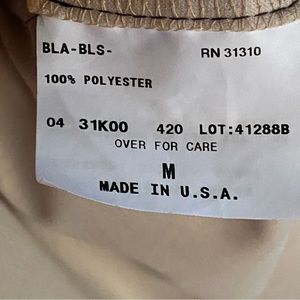 BLA-BLS- RN 31310
100% POLYESTER
04 31K00 420 LOT:41288B
OVER FOR CARE
M
MADE IN U.S.A.